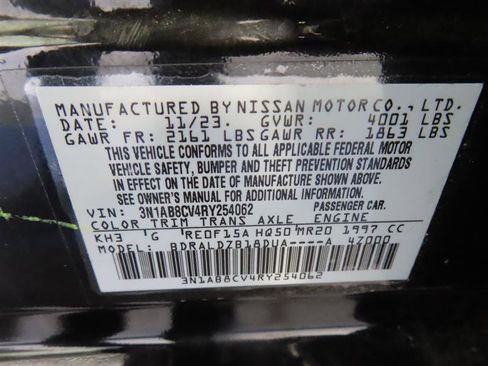 MANUFACTURED BY NISSAN MOTOR CO., LTD.
DATE: 11/23. GVWR: 4001 LBS
GAWR FR: 2161 LBS GAWR RR: 1863 LBS
THIS VEHICLE CONFORMS TO ALL APPLICABLE FEDERAL MOTOR
VEHICLE SAFETY, BUMPER AND THEFT PREVENTION STANDARDS
IN EFFECT ON THE DATE OF MANUFACTURE SHOWN ABOVE.
SEE OWNER'S MANUAL FOR ADDITIONAL INFORMATION.
VIN: 3N1AB8CV4RY254062 PASSENGER CAR.
COLOR TRIM TRANS AXLE ENGINE
KH3 'G 'RE0F15A HQ50'MR20 1997 CC
MODEL: BDRALDZB18DUA----A 47000
3N1AB8CV4RY254062